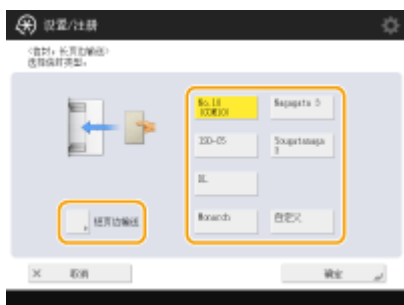 设置/注册
<信封: 长页边输送>
选择信封类型。
No.10
(COM10)
Nagagata 3
ISO-C5
Yougatanaga
3
DL
Monarch
自定义
短页边输送
取消
确定